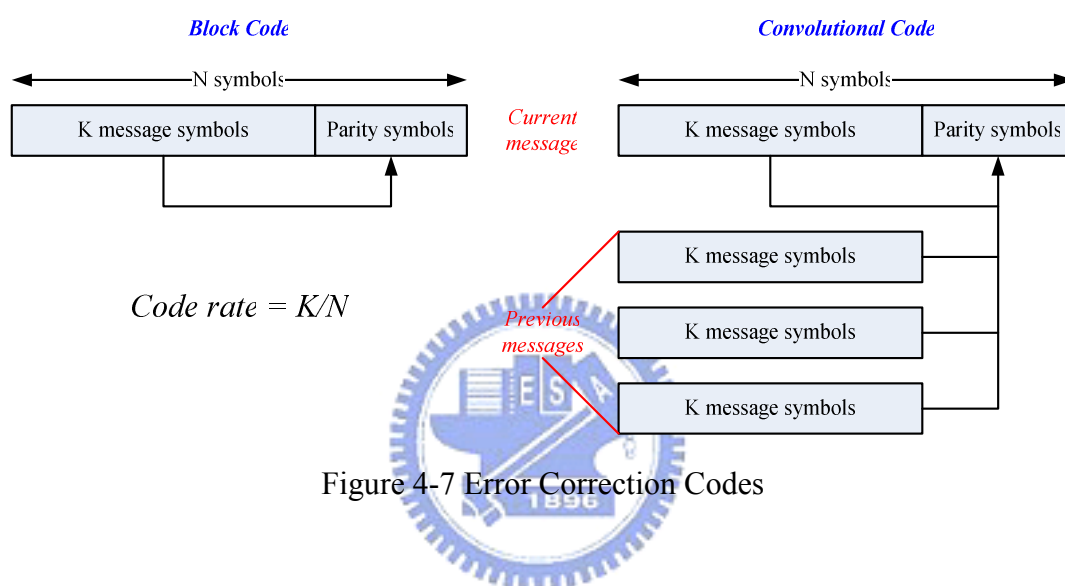 Block Code
N symbols
K message symbols
Parity symbols
Code rate = K/N
Current
message
Convolutional Code
N symbols
K message symbols
Parity symbols
K message symbols
K message symbols
K message symbols
Previous
messages
E S A
1896
Figure 4-7 Error Correction Codes